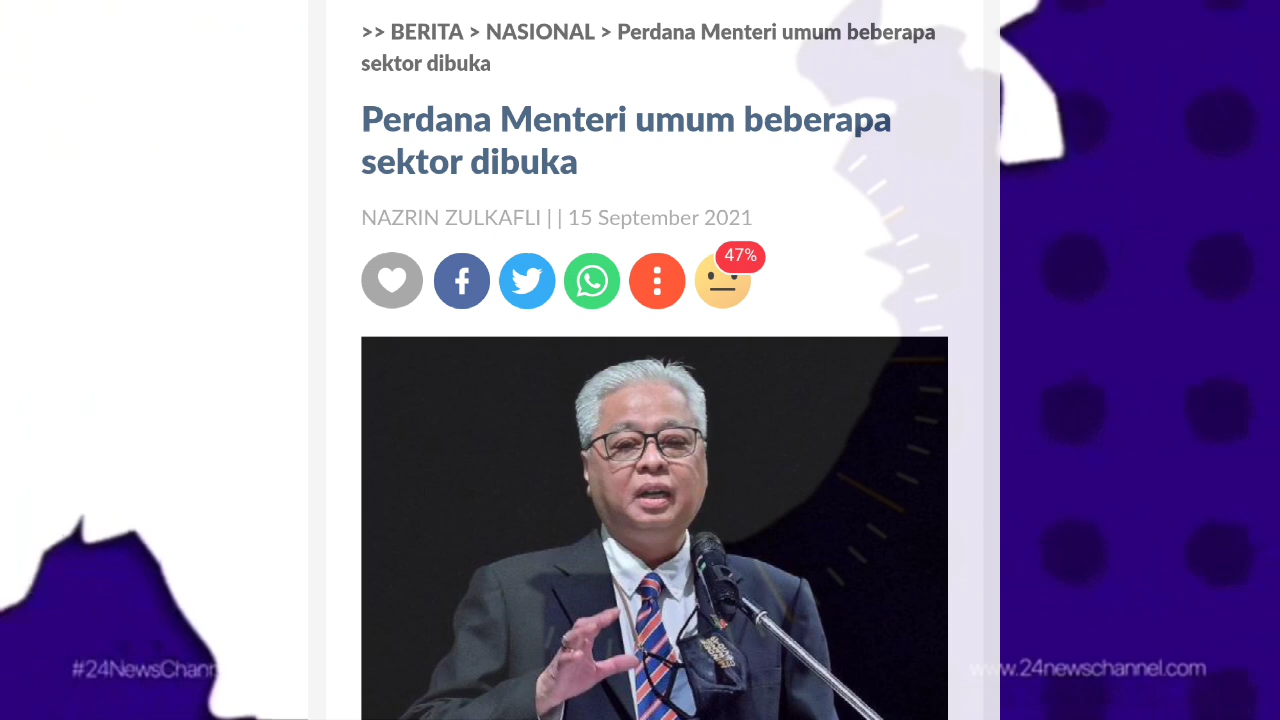 >> BERITA > NASIONAL > Perdana Menteri umum beberapa
sektor dibuka
Perdana Menteri umum beberapa
sektor dibuka
NAZRIN ZULKAFLI | | 15 September 2021
47%
#24NewsChann
www.24newschannel.com